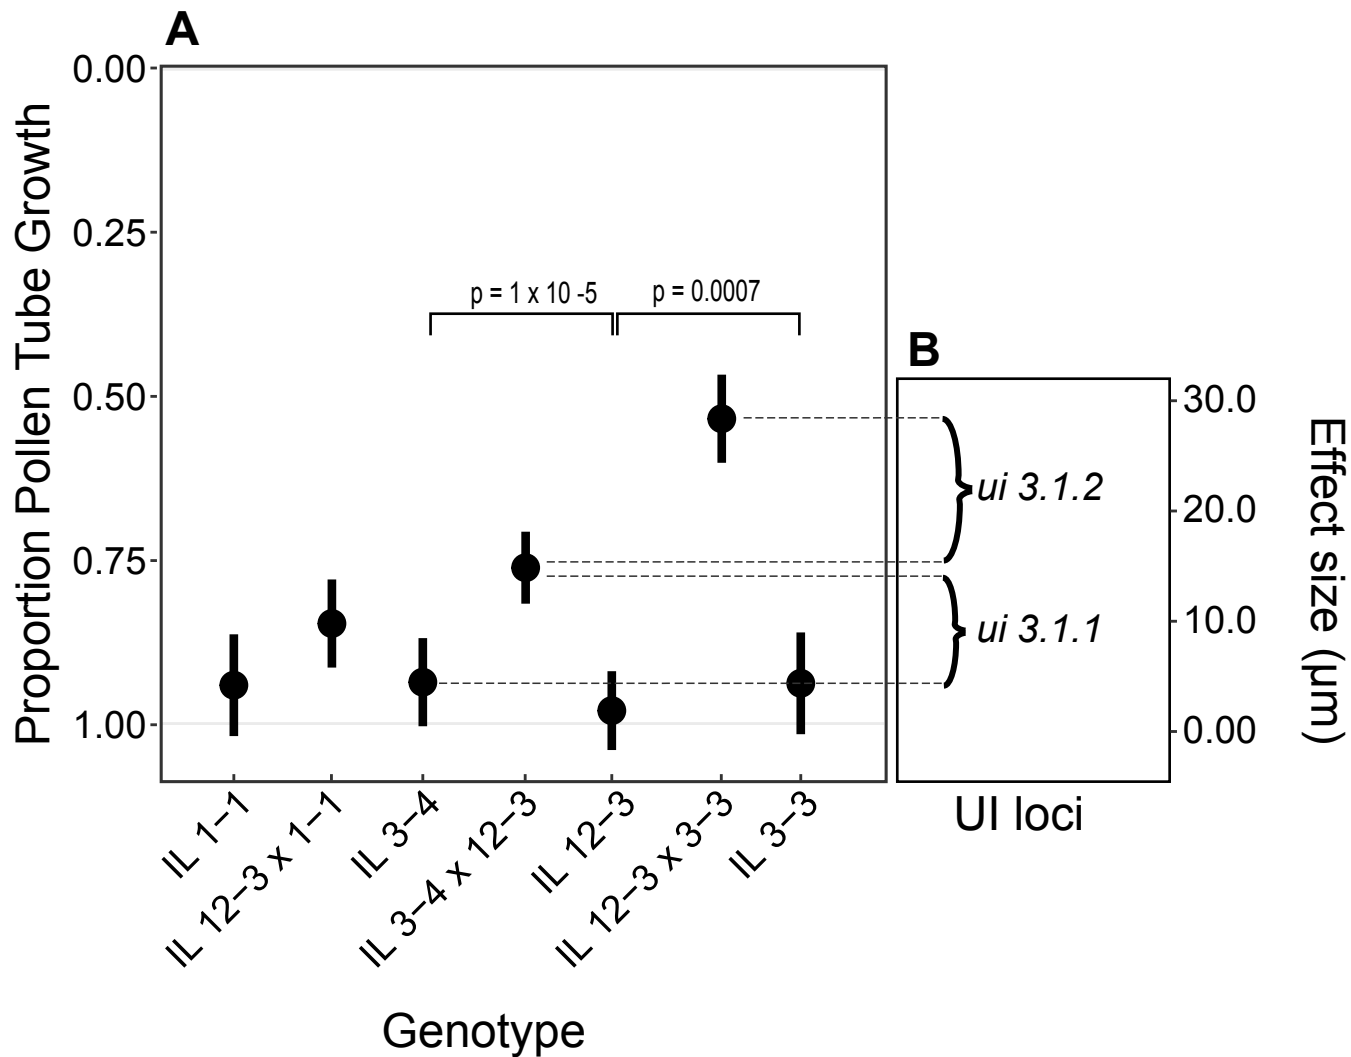 A
0.00
0.25
0.50
0.75
1.00
Proportion Pollen Tube Growth
p = 1 x 10 -5
p = 0.0007
IL 1−1
IL 12−3 x 1−1
IL 3−4
IL 3−4 x 12−3
IL 12−3
IL 12−3 x 3−3
IL 3−3
Genotype
B
ui 3.1.2
ui 3.1.1
30.0
20.0
10.0
0.00
Effect size (μm)
UI loci